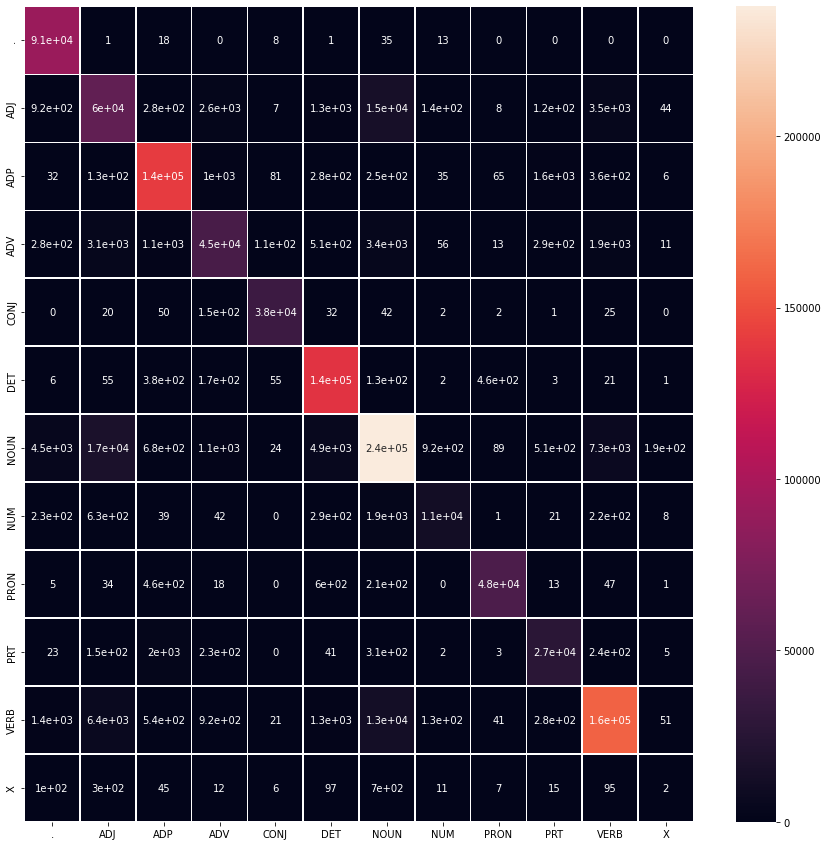 . 9.1e+04 1 18 0 8 1 35 13 0 0 0 0
ADJ 9.2e+02 6e+04 2.8e+02 2.6e+03 7 1.3e+03 1.5e+04 1.4e+02 8 1.2e+02 3.5e+03 44
200000
ADP 32 1.3e+02 1.4e+05 1e+03 81 2.8e+02 2.5e+02 35 65 1.6e+03 3.6e+02 6
ADV 2.8e+02 3.1e+03 1.1e+03 4.5e+04 1.1e+02 5.1e+02 3.4e+03 56 13 2.9e+02 1.9e+03 11
150000
CONJ 0 20 50 1.5e+02 3.8e+04 32 42 2 2 1 25 0
DET 6 55 3.8e+02 1.7e+02 55 1.4e+05 1.3e+02 2 4.6e+02 3 21 1
NOUN 4.5e+03 1.7e+04 6.8e+02 1.1e+03 24 4.9e+03 2.4e+05 9.2e+02 89 5.1e+02 7.3e+03 1.9e+02
100000
NUM 2.3e+02 6.3e+02 39 42 0 2.9e+02 1.9e+03 1.1e+04 1 21 2.2e+02 8
PRON 5 34 4.6e+02 18 0 6e+02 2.1e+02 0 4.8e+04 13 47 1
PRT 23 1.5e+02 2e+03 2.3e+02 0 41 3.1e+02 2 3 2.7e+04 2.4e+02 5
50000
VERB 1.4e+03 6.4e+03 5.4e+02 9.2e+02 21 1.3e+03 1.3e+04 1.3e+02 41 2.8e+02 1.6e+05 51
X 1e+02 3e+02 45 12 6 97 7e+02 11 7 15 95 2
0
. ADJ ADP ADV CONJ DET NOUN NUM PRON PRT VERB X